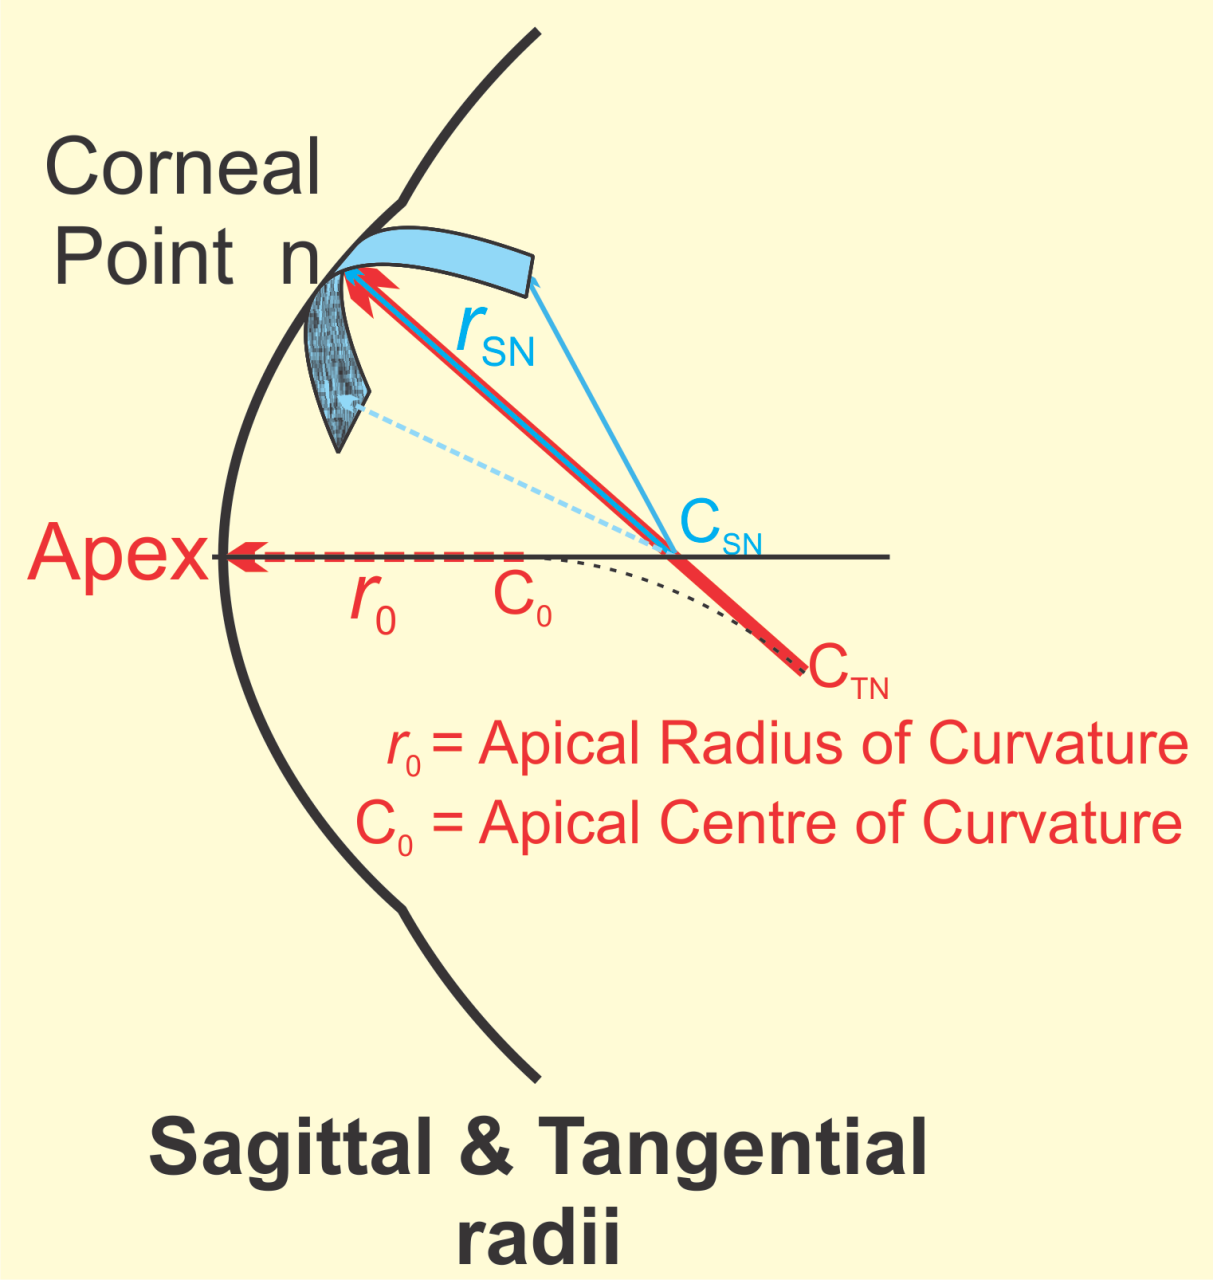 Corneal
Point n
rSN
CSN
Apex
r0
C0
CTN
r0 = Apical Radius of Curvature
C0 = Apical Centre of Curvature
Sagittal & Tangential
radii